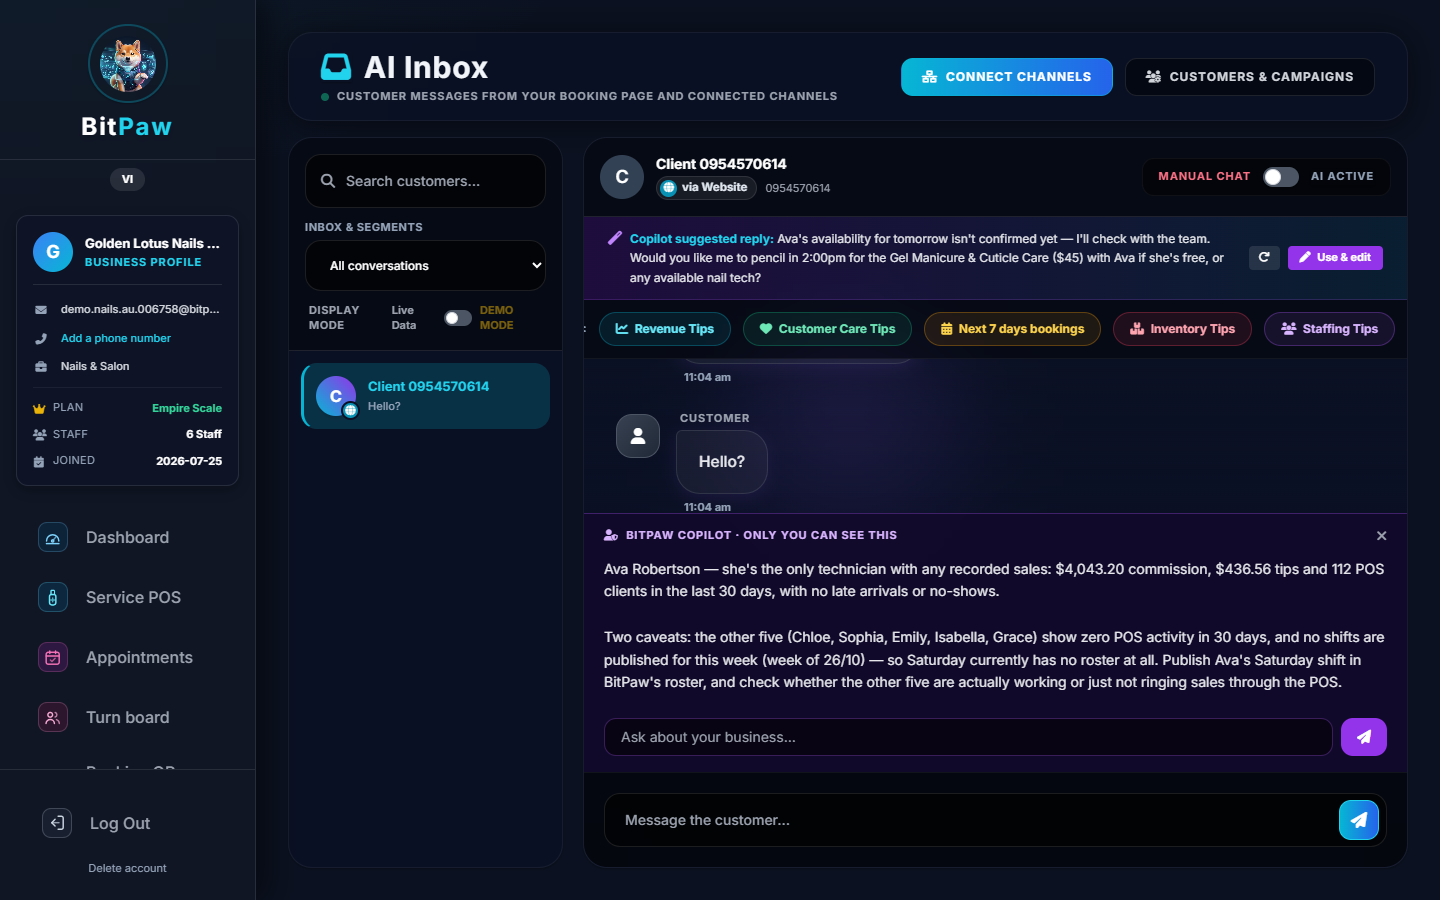 BitPaw
VI
G
Golden Lotus Nails ...
BUSINESS PROFILE
demo.nails.au.006758@bitp...
Add a phone number
Nails & Salon
PLAN
Empire Scale
STAFF
6 Staff
JOINED
2026-07-25
Dashboard
Service POS
Appointments
Turn board
Log Out
Delete account
AI Inbox
CUSTOMER MESSAGES FROM YOUR BOOKING PAGE AND CONNECTED CHANNELS
CONNECT CHANNELS
CUSTOMERS & CAMPAIGNS
Search customers...
INBOX & SEGMENTS
All conversations
DISPLAY MODE
Live Data
DEMO MODE
C
Client 0954570614
Hello?
C
Client 0954570614
via Website
0954570614
MANUAL CHAT
AI ACTIVE
Copilot suggested reply: Ava's availability for tomorrow isn't confirmed yet — I'll check with the team.
Would you like me to pencil in 2:00pm for the Gel Manicure & Cuticle Care ($45) with Ava if she's free, or
any available nail tech?
Use & edit
Revenue Tips
Customer Care Tips
Next 7 days bookings
Inventory Tips
Staffing Tips
11:04 am
CUSTOMER
Hello?
11:04 am
BITPAW COPILOT · ONLY YOU CAN SEE THIS
Ava Robertson — she's the only technician with any recorded sales: $4,043.20 commission, $436.56 tips and 112 POS
clients in the last 30 days, with no late arrivals or no-shows.
Two caveats: the other five (Chloe, Sophia, Emily, Isabella, Grace) show zero POS activity in 30 days, and no shifts are
published for this week (week of 26/10) — so Saturday currently has no roster at all. Publish Ava's Saturday shift in
BitPaw's roster, and check whether the other five are actually working or just not ringing sales through the POS.
Ask about your business...
Message the customer...